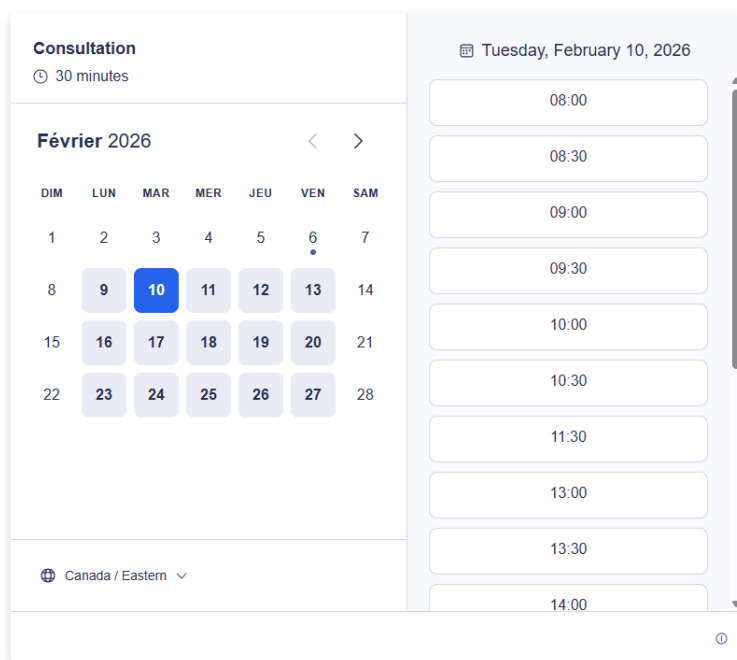 Consultation
30 minutes
Février 2026
DIM LUN MAR MER JEU VEN SAM
1 2 3 4 5 6 7
8 9 10 11 12 13 14
15 16 17 18 19 20 21
22 23 24 25 26 27 28
Canada / Eastern
Tuesday, February 10, 2026
08:00
08:30
09:00
09:30
10:00
10:30
11:30
13:00
13:30
14:00